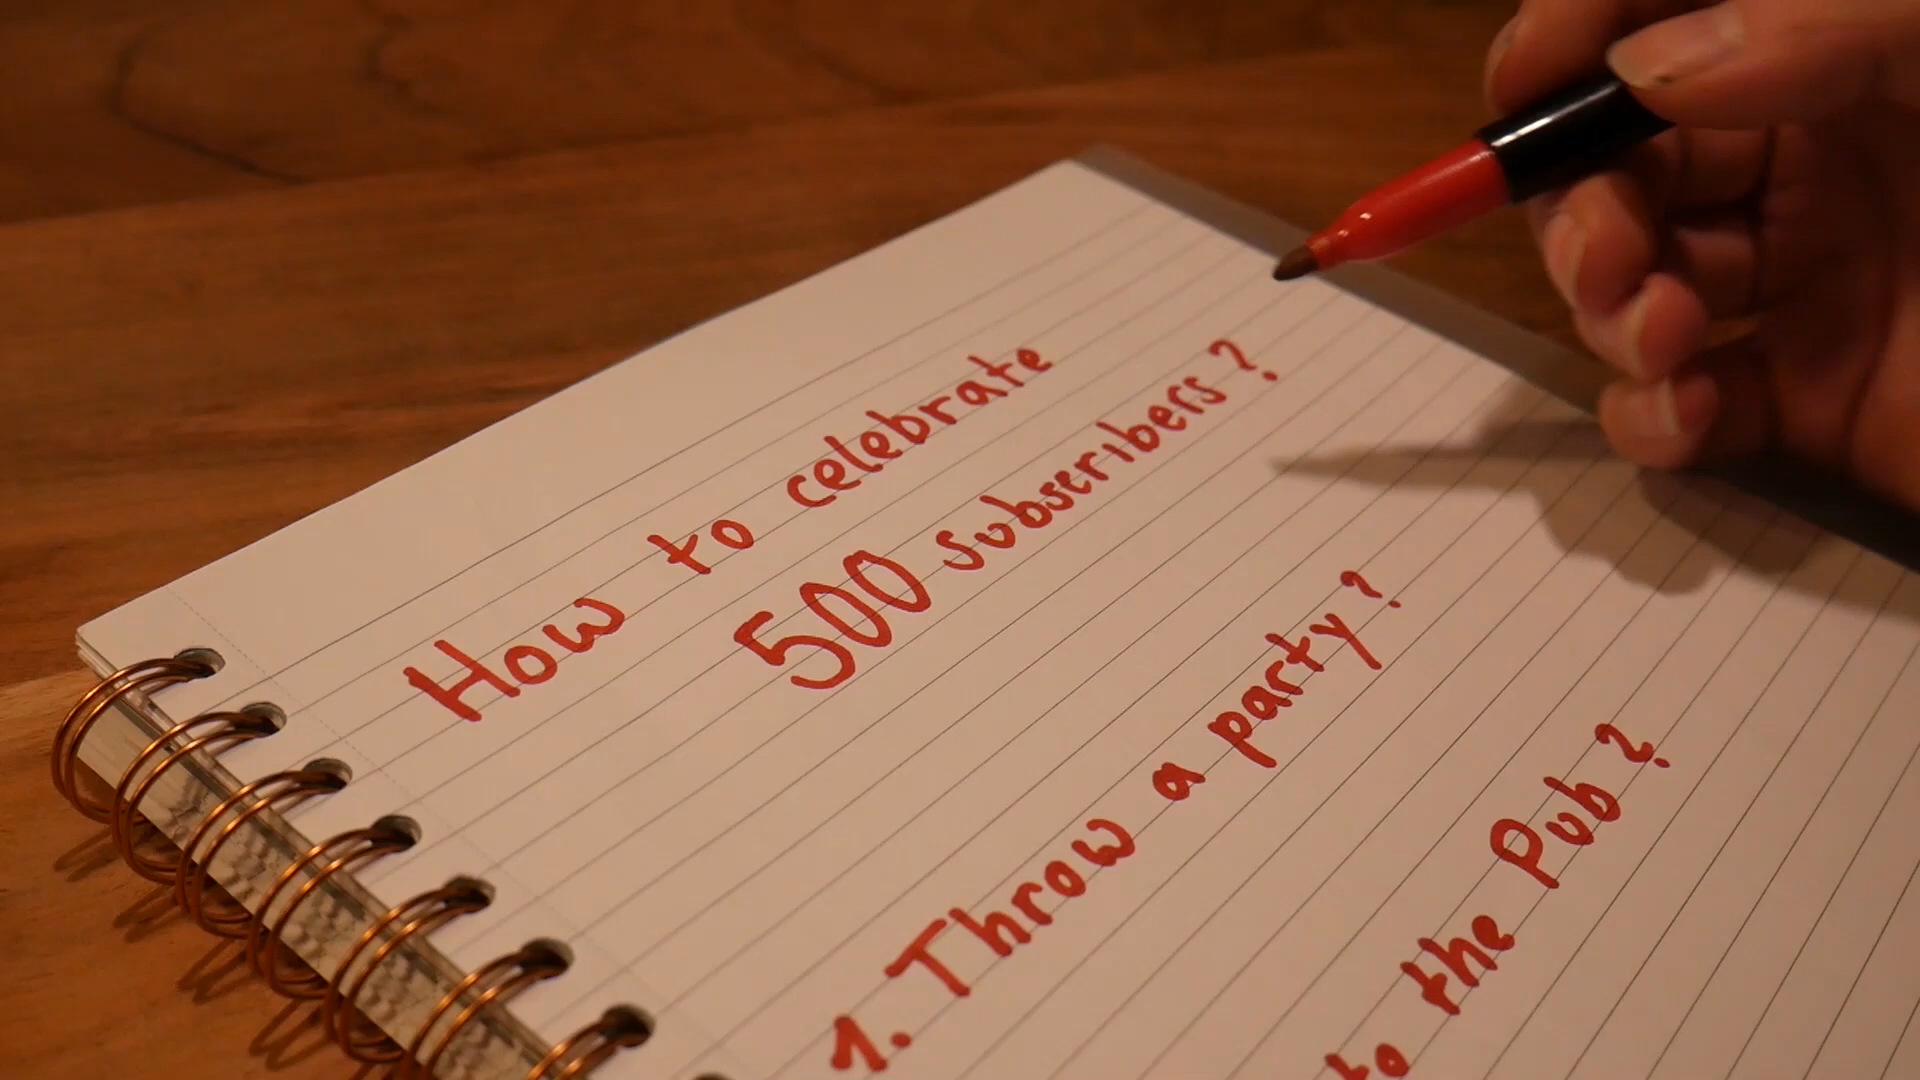 How to celebrate
500 subscribers?
1. Throw a party?
to the Pub?